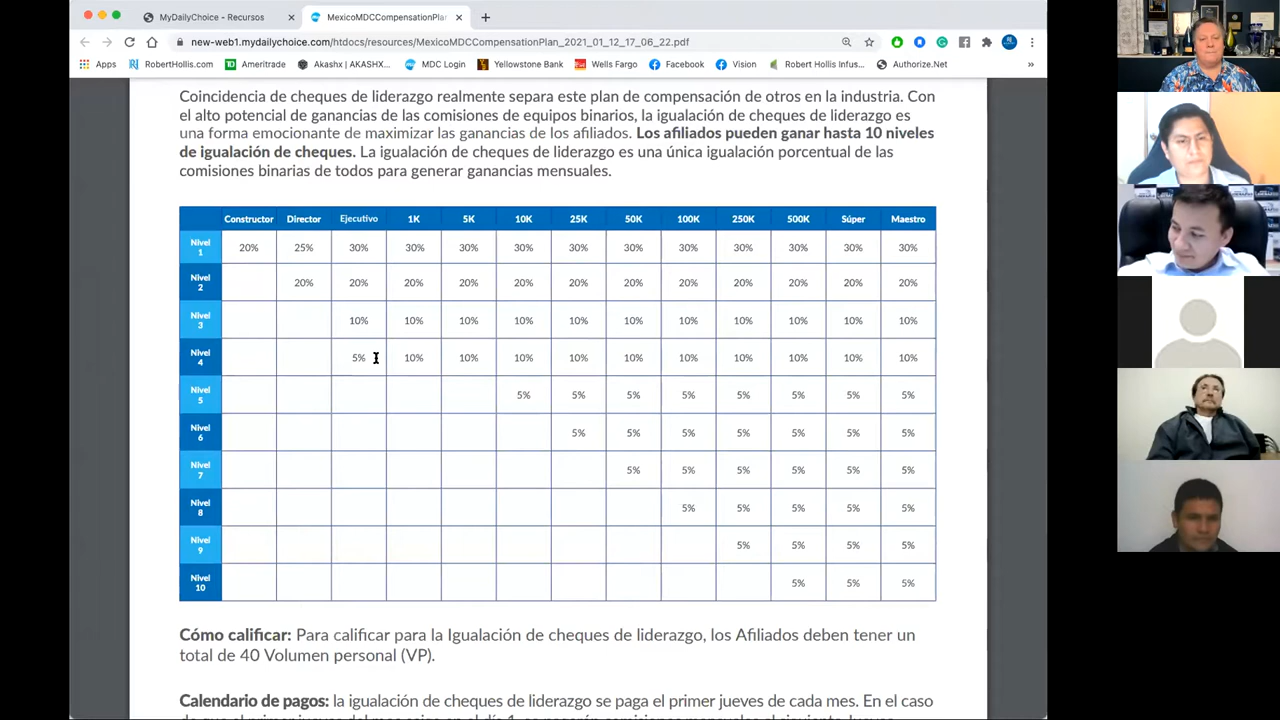 MyDailyChoice - Recursos
MexicoMDCCompensationPlan
new-web1.mydailychoice.com/htdocs/resources/MexicoMDCCompensationPlan_2021_01_12_17_06_22.pdf
Apps RobertHollis.com Ameritrade Akashx | AKASHX... MDC Login Yellowstone Bank Wells Fargo Facebook Vision Robert Hollis Infus... Authorize.Net »
Coincidencia de cheques de liderazgo realmente separa este plan de compensación de otros en la industria. Con
el alto potencial de ganancias de las comisiones de equipos binarios, la igualación de cheques de liderazgo es
una forma emocionante de maximizar las ganancias de los afiliados. Los afiliados pueden ganar hasta 10 niveles
de igualación de cheques. La igualación de cheques de liderazgo es una única igualación porcentual de las
comisiones binarias de todos para generar ganancias mensuales.
Constructor Director Ejecutivo 1K 5K 10K 25K 50K 100K 250K 500K Súper Maestro
Nivel 1 20% 25% 30% 30% 30% 30% 30% 30% 30% 30% 30% 30% 30%
Nivel 2 20% 20% 20% 20% 20% 20% 20% 20% 20% 20% 20% 20%
Nivel 3 10% 10% 10% 10% 10% 10% 10% 10% 10% 10% 10%
Nivel 4 5% 10% 10% 10% 10% 10% 10% 10% 10% 10% 10%
Nivel 5 5% 5% 5% 5% 5% 5% 5% 5%
Nivel 6 5% 5% 5% 5% 5% 5% 5%
Nivel 7 5% 5% 5% 5% 5% 5%
Nivel 8 5% 5% 5% 5% 5%
Nivel 9 5% 5% 5% 5%
Nivel 10 5% 5% 5%
Cómo calificar: Para calificar para la Igualación de cheques de liderazgo, los Afiliados deben tener un
total de 40 Volumen personal (VP).
Calendario de pagos: la igualación de cheques de liderazgo se paga el primer jueves de cada mes. En el caso